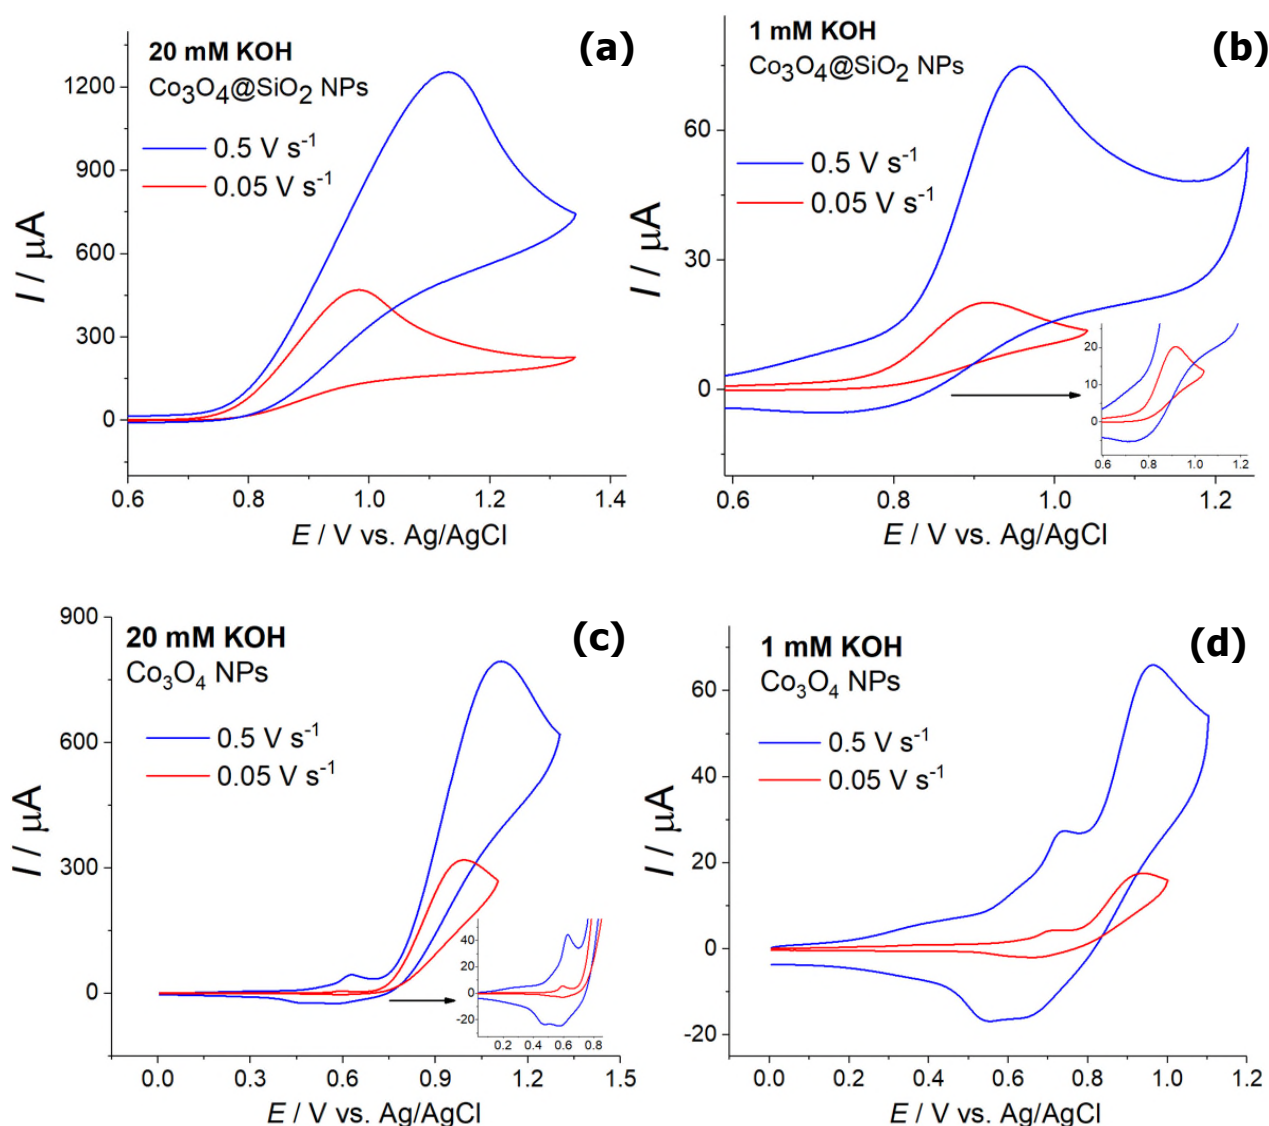 20 mM KOH
(a)
Co3O4@SiO2 NPs
0.5 V s-1
0.05 V s-1
1200
900
600
300
0
I / μA
0.6 0.8 1.0 1.2 1.4
E / V vs. Ag/AgCl
1 mM KOH
(b)
Co3O4@SiO2 NPs
0.5 V s-1
0.05 V s-1
60
30
0
I / μA
20
10
0
0.6 0.8 1.0 1.2
0.6 0.8 1.0 1.2
E / V vs. Ag/AgCl
900
20 mM KOH
(c)
Co3O4 NPs
0.5 V s-1
0.05 V s-1
600
300
0
I / μA
40
20
0
-20
0.2 0.4 0.6 0.8
0.0 0.3 0.6 0.9 1.2 1.5
E / V vs. Ag/AgCl
1 mM KOH
(d)
Co3O4 NPs
0.5 V s-1
0.05 V s-1
60
40
20
0
-20
I / μA
0.0 0.2 0.4 0.6 0.8 1.0 1.2
E / V vs. Ag/AgCl